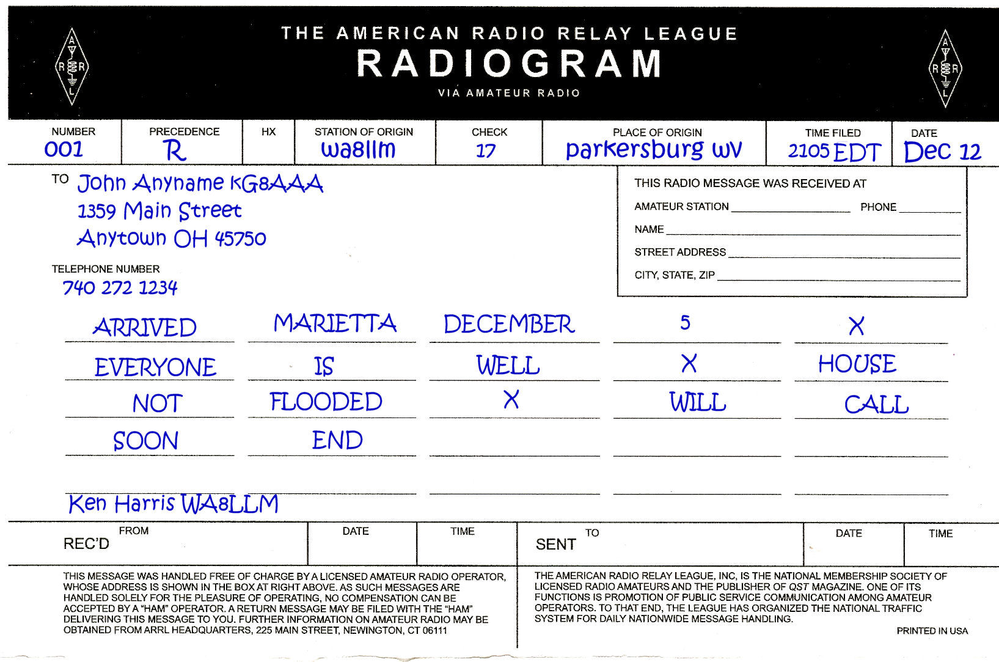 THE AMERICAN RADIO RELAY LEAGUE
RADIOGRAM
VIA AMATEUR RADIO
A
R R
L
A
R R
L
NUMBER PRECEDENCE HX STATION OF ORIGIN CHECK PLACE OF ORIGIN TIME FILED DATE
001 R wa8llm 17 parkersburg wv 2105 EDT Dec 12
TO John Anyname KG8AAA
1359 Main Street
Anytown OH 45750
TELEPHONE NUMBER
740 272 1234
THIS RADIO MESSAGE WAS RECEIVED AT
AMATEUR STATION PHONE
NAME
STREET ADDRESS
CITY, STATE, ZIP
ARRIVED MARIETTA DECEMBER 5 X
EVERYONE IS WELL X HOUSE
NOT FLOODED X WILL CALL
SOON END
Ken Harris WA8LLM
FROM DATE TIME TO DATE TIME
REC'D SENT
THIS MESSAGE WAS HANDLED FREE OF CHARGE BY A LICENSED AMATEUR RADIO OPERATOR,
WHOSE ADDRESS IS SHOWN IN THE BOX AT RIGHT ABOVE. AS SUCH MESSAGES ARE
HANDLED SOLELY FOR THE PLEASURE OF OPERATING, NO COMPENSATION CAN BE
ACCEPTED BY A “HAM” OPERATOR. A RETURN MESSAGE MAY BE FILED WITH THE “HAM”
DELIVERING THIS MESSAGE TO YOU. FURTHER INFORMATION ON AMATEUR RADIO MAY BE
OBTAINED FROM ARRL HEADQUARTERS, 225 MAIN STREET, NEWINGTON, CT 06111
THE AMERICAN RADIO RELAY LEAGUE, INC, IS THE NATIONAL MEMBERSHIP SOCIETY OF
LICENSED RADIO AMATEURS AND THE PUBLISHER OF QST MAGAZINE. ONE OF ITS
FUNCTIONS IS PROMOTION OF PUBLIC SERVICE COMMUNICATION AMONG AMATEUR
OPERATORS. TO THAT END, THE LEAGUE HAS ORGANIZED THE NATIONAL TRAFFIC
SYSTEM FOR DAILY NATIONWIDE MESSAGE HANDLING.
PRINTED IN USA